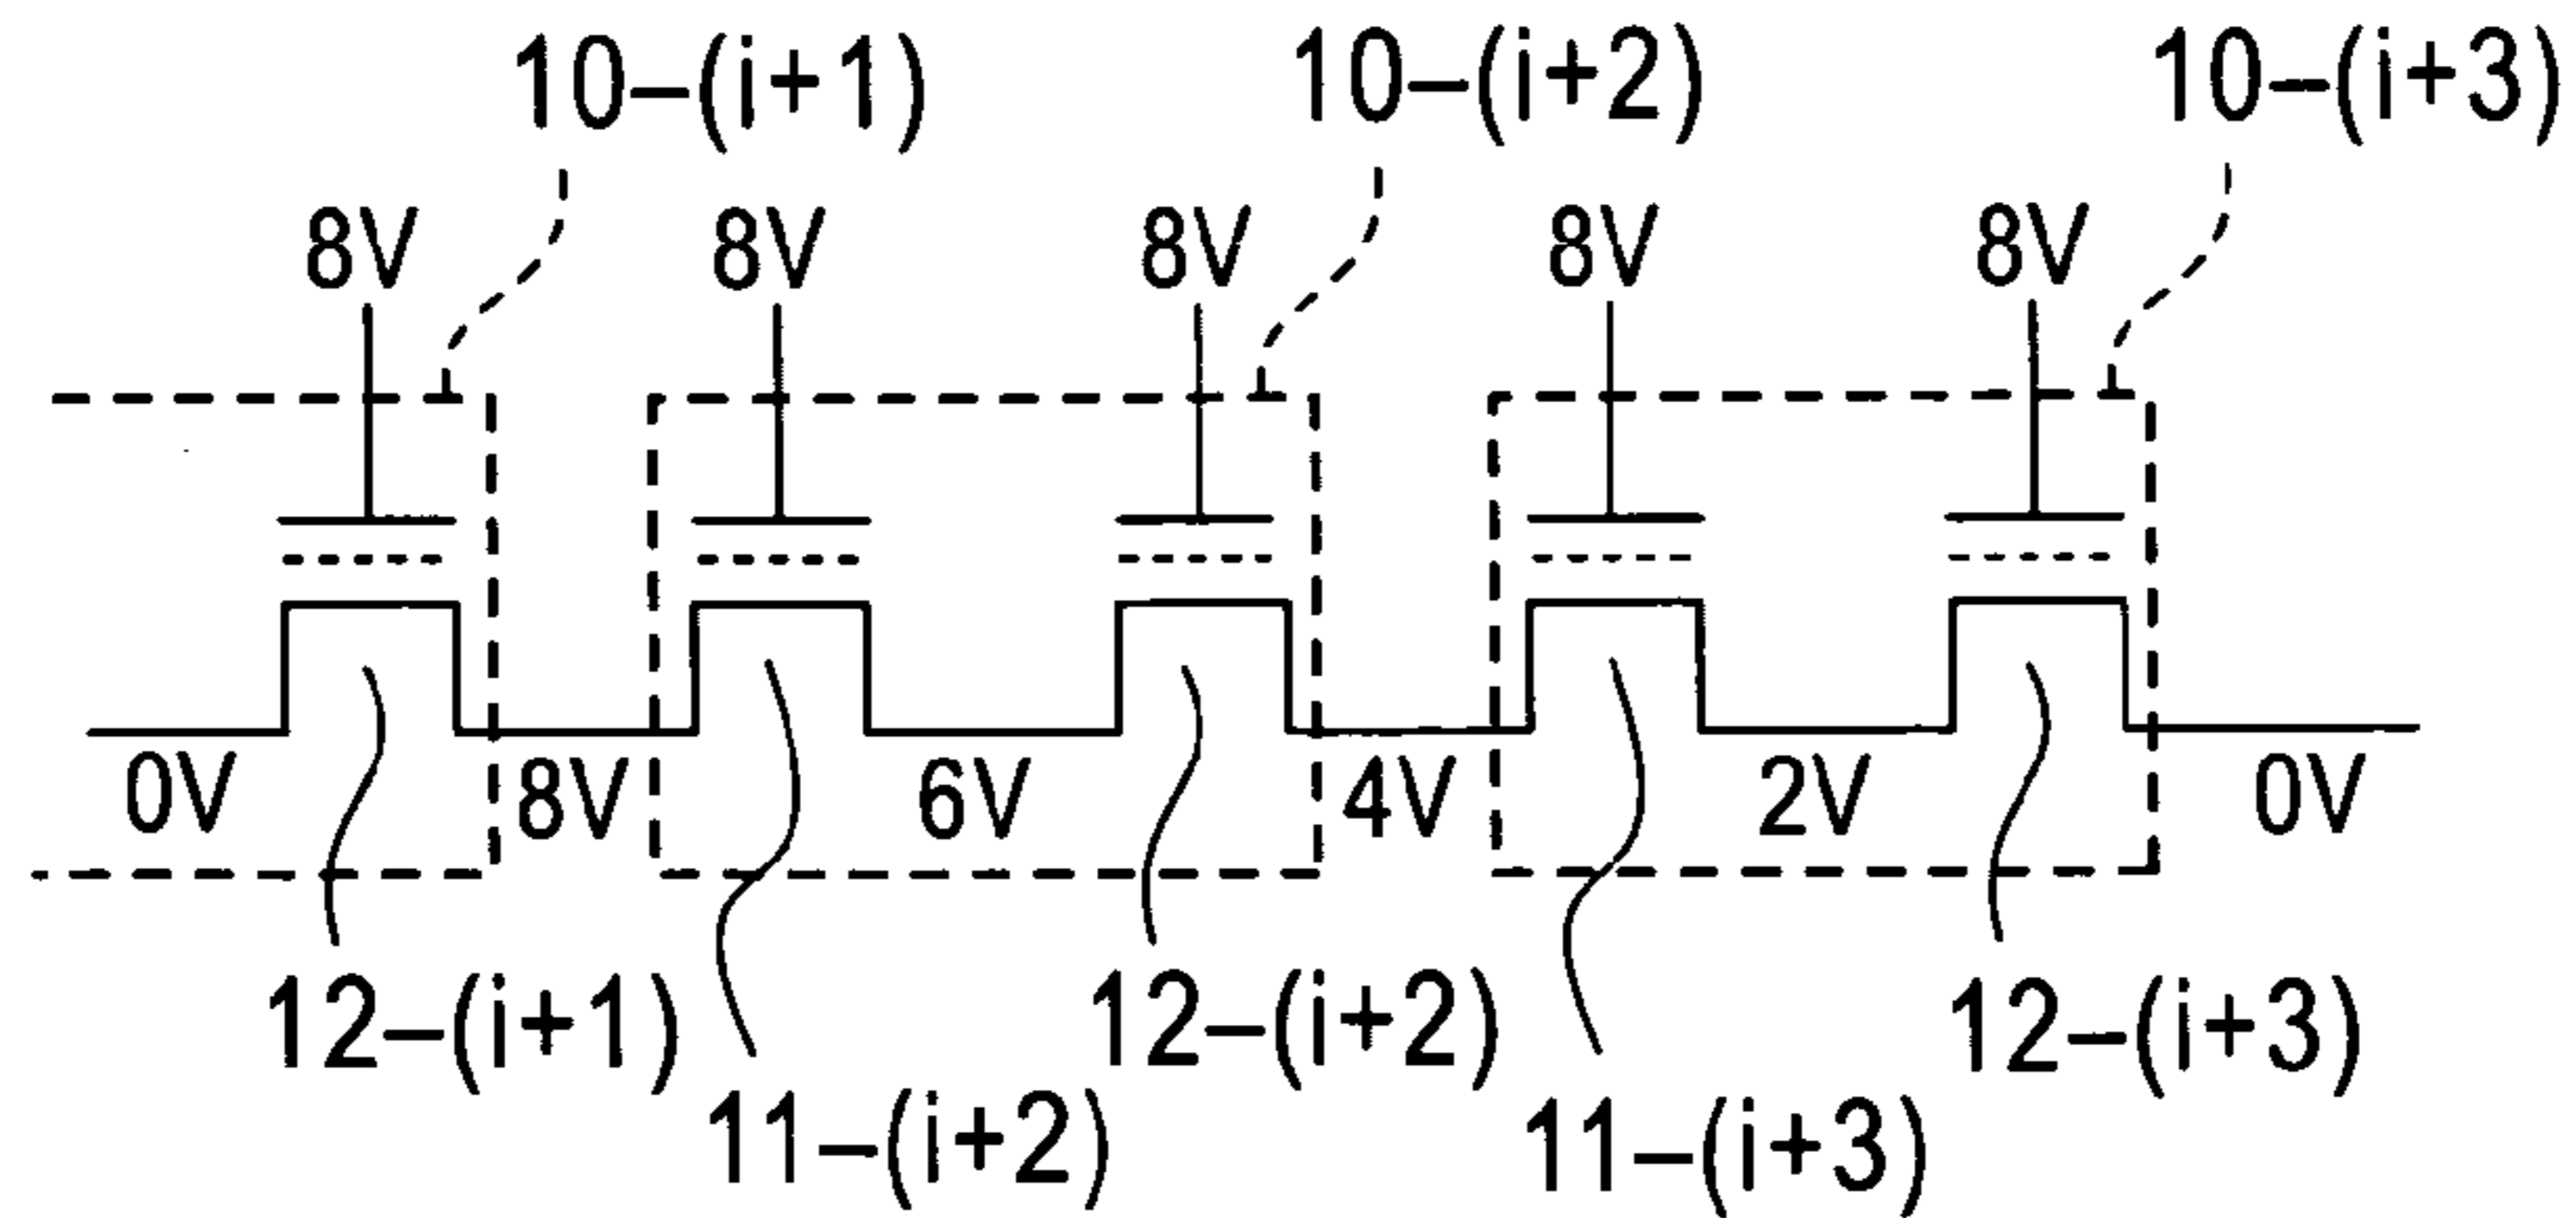 10–(i+1) 10–(i+2) 10–(i+3)
8V 8V 8V 8V 8V
0V 8V 6V 4V 2V 0V
12–(i+1) 12–(i+2) 12–(i+3)
11–(i+2) 11–(i+3)